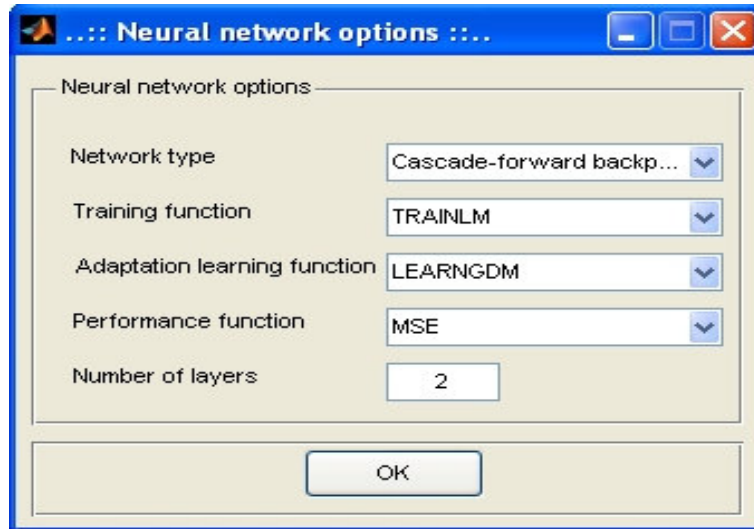 ..:: Neural network options ::..
Neural network options
Network type Cascade-forward backp...
Training function TRAINLM
Adaptation learning function LEARNGDM
Performance function MSE
Number of layers 2
OK